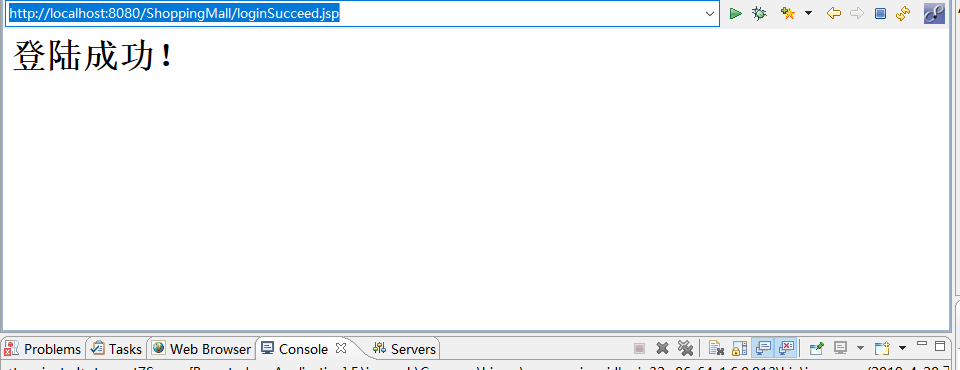 http://localhost:8080/ShoppingMall/loginSucceed.jsp
登陆成功！
Problems Tasks Web Browser Console Servers